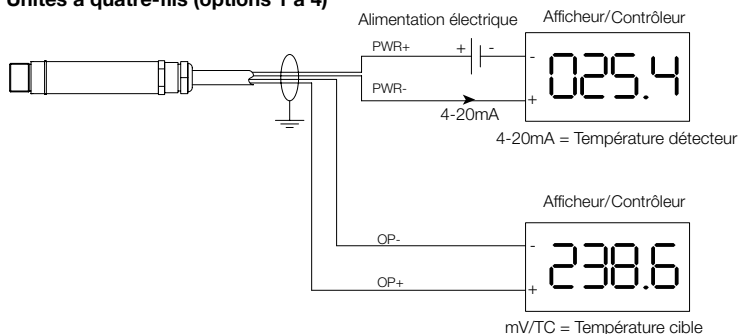 Unités à quatre-fils (options 1 à 4)
Alimentation électrique
Afficheur/Contrôleur
PWR+
+ -
-
025.4
PWR-
+
4-20mA
4-20mA = Température détecteur
Afficheur/Contrôleur
OP-
-
238.6
OP+
+
mV/TC = Température cible